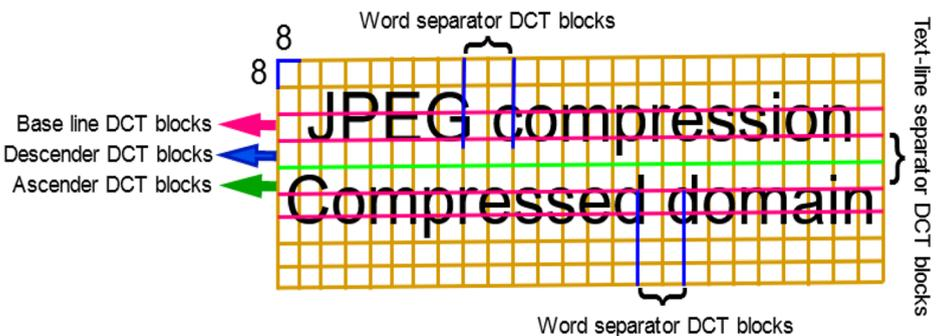 Word separator DCT blocks
8
8
JPEG compression
Base line DCT blocks
Descender DCT blocks
Ascender DCT blocks
Compressed domain
Text-line separator DCT blocks
Word separator DCT blocks